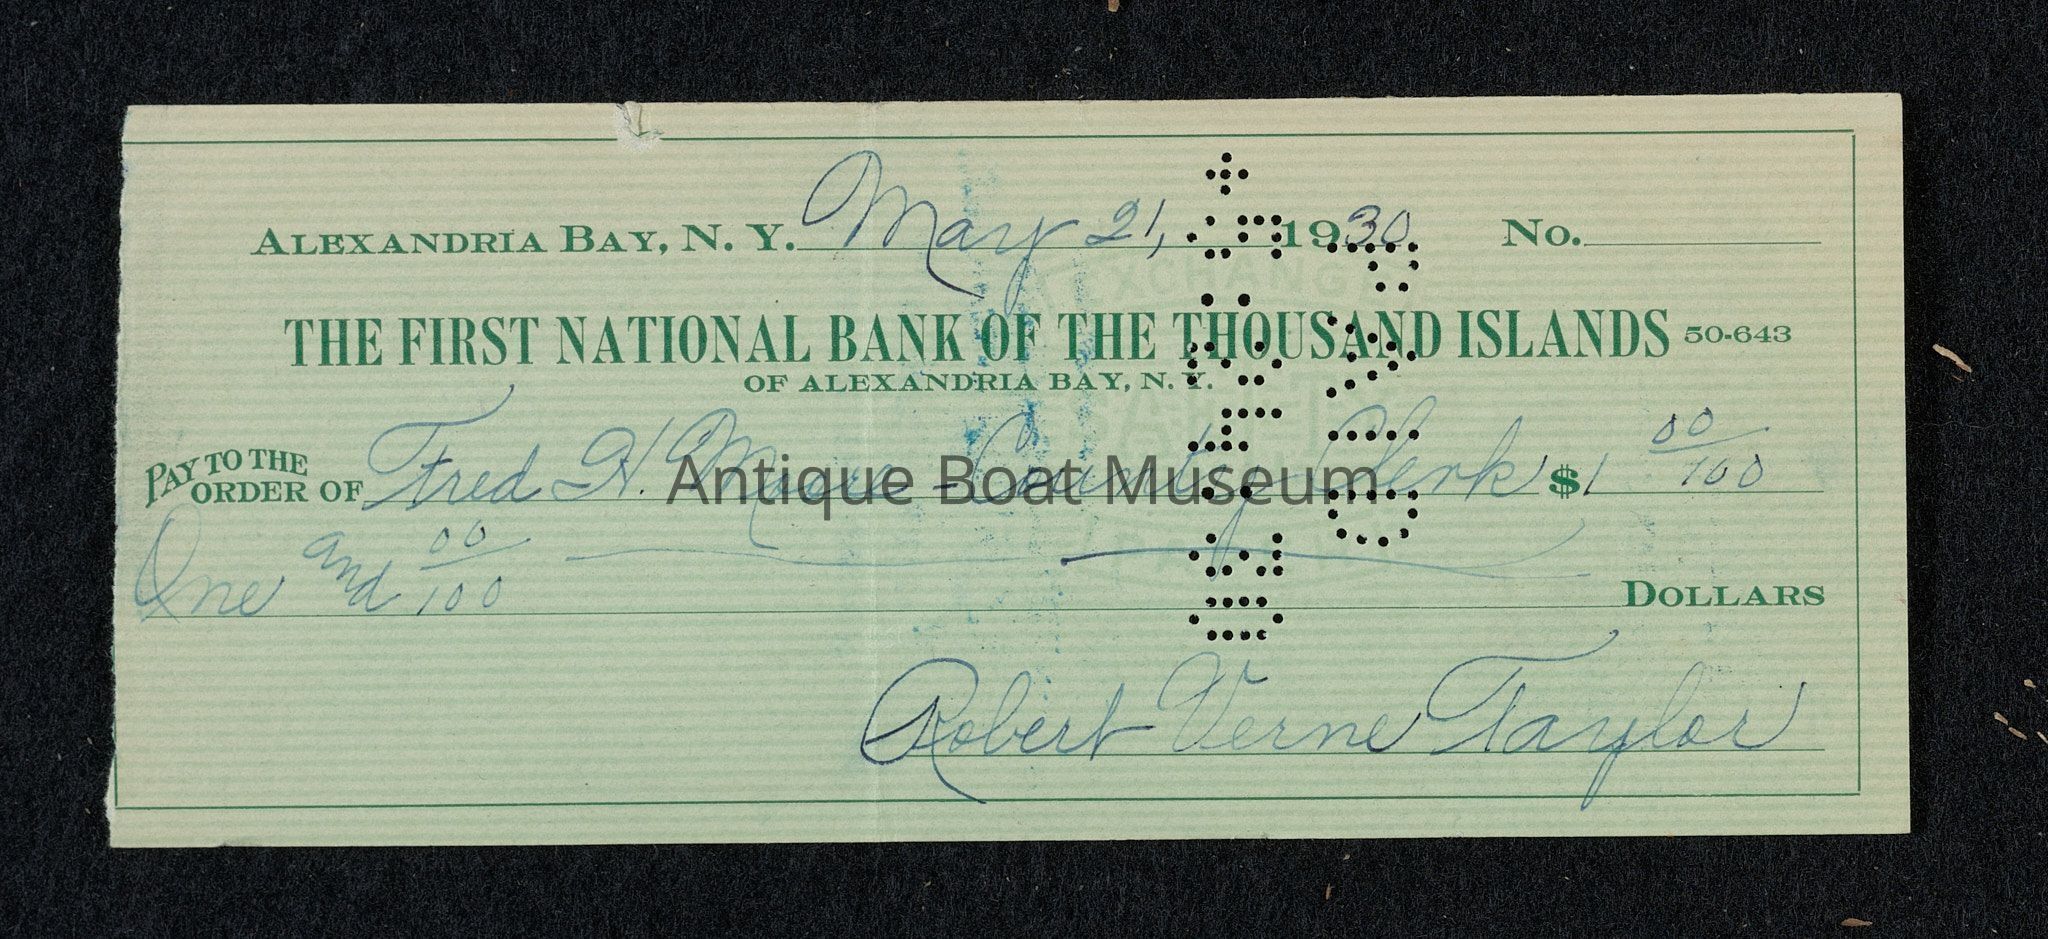 Alexandria Bay, N. Y. May 21, 1930 No.
THE FIRST NATIONAL BANK OF THE THOUSAND ISLANDS 50-643
OF ALEXANDRIA BAY, N. Y.
PAY TO THE ORDER OF Fred H. County Clerk $1 00/100
One and 00/100 DOLLARS
Robert Verne Taylor
Antique Boat Museum